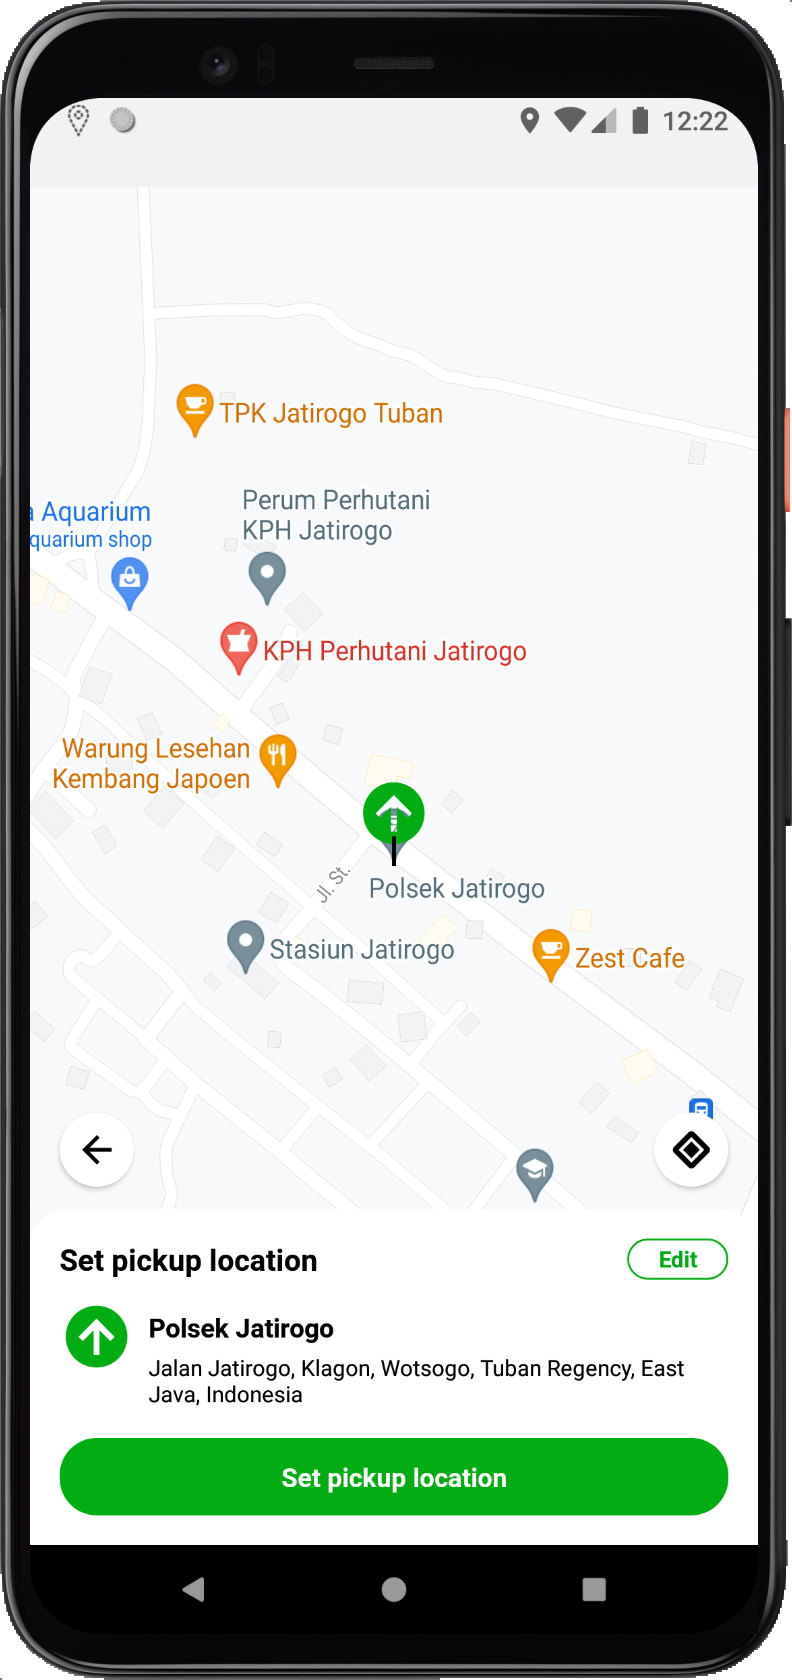 12:22
TPK Jatirogo Tuban
Perum Perhutani
KPH Jatirogo
Aquarium
quarium shop
KPH Perhutani Jatirogo
Warung Lesehan
Kembang Japoen
Jl. St.
Polsek Jatirogo
Stasiun Jatirogo
Zest Cafe
Set pickup location
Edit
Polsek Jatirogo
Jalan Jatirogo, Klagon, Wotsogo, Tuban Regency, East
Java, Indonesia
Set pickup location